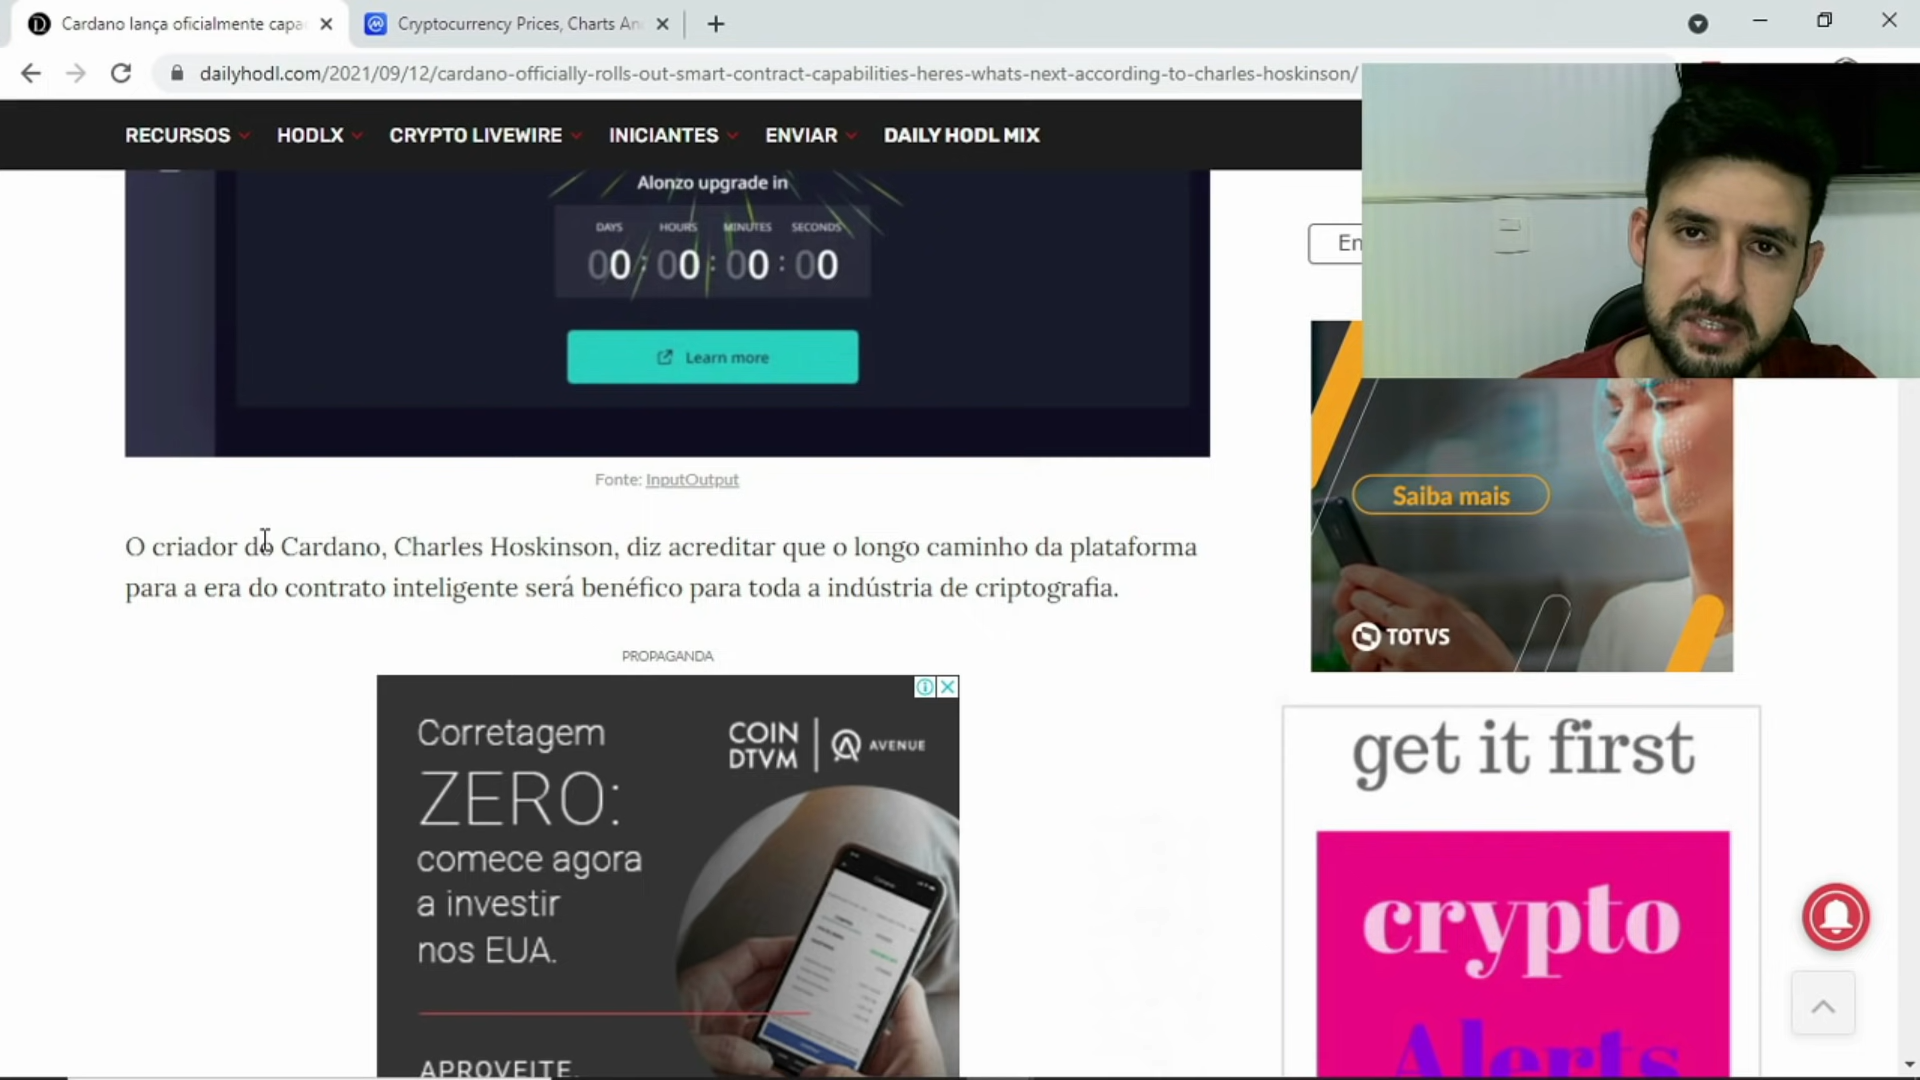 Cardano lança oficialmente capa
Cryptocurrency Prices, Charts An
dailyhodl.com/2021/09/12/cardano-officially-rolls-out-smart-contract-capabilities-heres-whats-next-according-to-charles-hoskinson/
RECURSOS HODLX CRYPTO LIVEWIRE INICIANTES ENVIAR DAILY HODL MIX
Alonzo upgrade in
DAYS HOURS MINUTES SECONDS
00 : 00 : 00 : 00
Learn more
Fonte: InputOutput
O criador do Cardano, Charles Hoskinson, diz acreditar que o longo caminho da plataforma
para a era do contrato inteligente será benéfico para toda a indústria de criptografia.
PROPAGANDA
Corretagem
ZERO:
comece agora
a investir
nos EUA.
APROVEITE.
COIN
DTVM
AVENUE
En
Saiba mais
TOTVS
get it first
crypto
Alerts